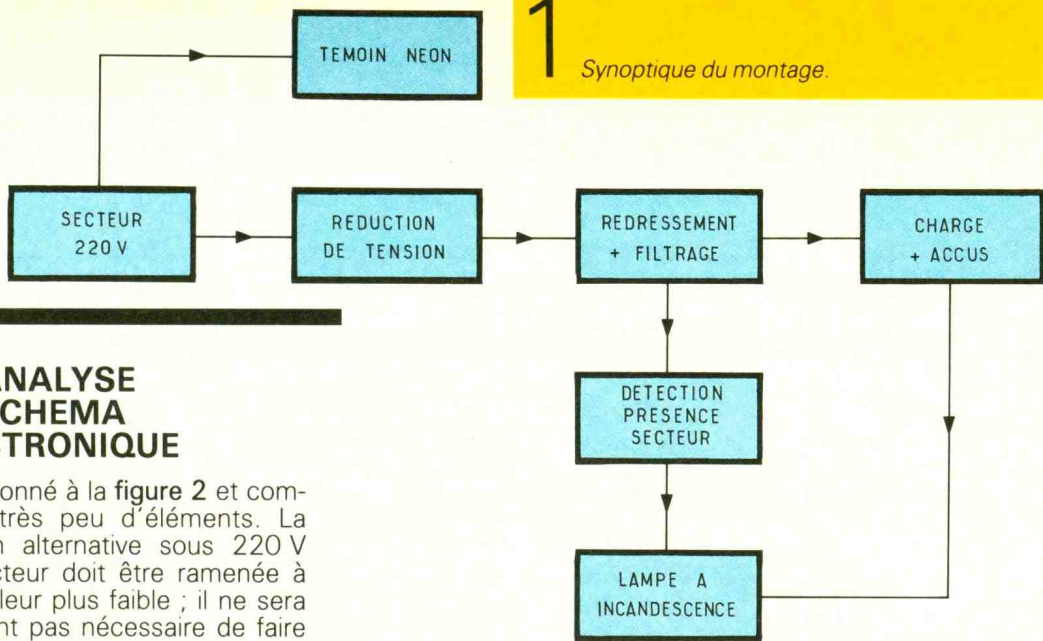 1
Synoptique du montage.
TEMOIN NEON
SECTEUR
220 V
REDUCTION
DE TENSION
REDRESSEMENT
+ FILTRAGE
CHARGE
+ ACCUS
DETECTION
PRESENCE
SECTEUR
LAMPE A
INCANDESCENCE
NALYSE
CHEMA
TRONIQUE
onné à la figure 2 et com-
très peu d'éléments. La
n alternative sous 220 V
cteur doit être ramenée à
leur plus faible ; il ne sera
nt pas nécessaire de faire